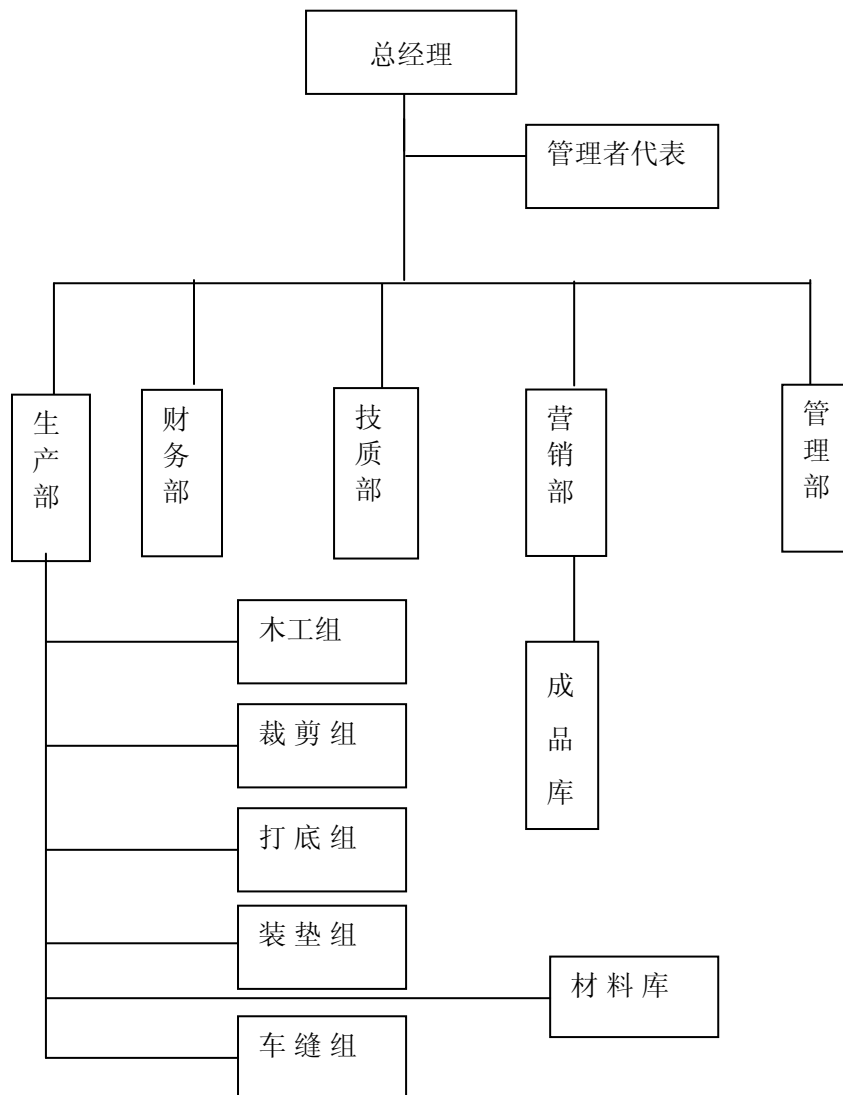 总经理
管理者代表
生产部
财务部
技质部
营销部
管理部
木工组
裁 剪 组
打 底 组
装 垫 组
车 缝 组
成品库
材 料 库